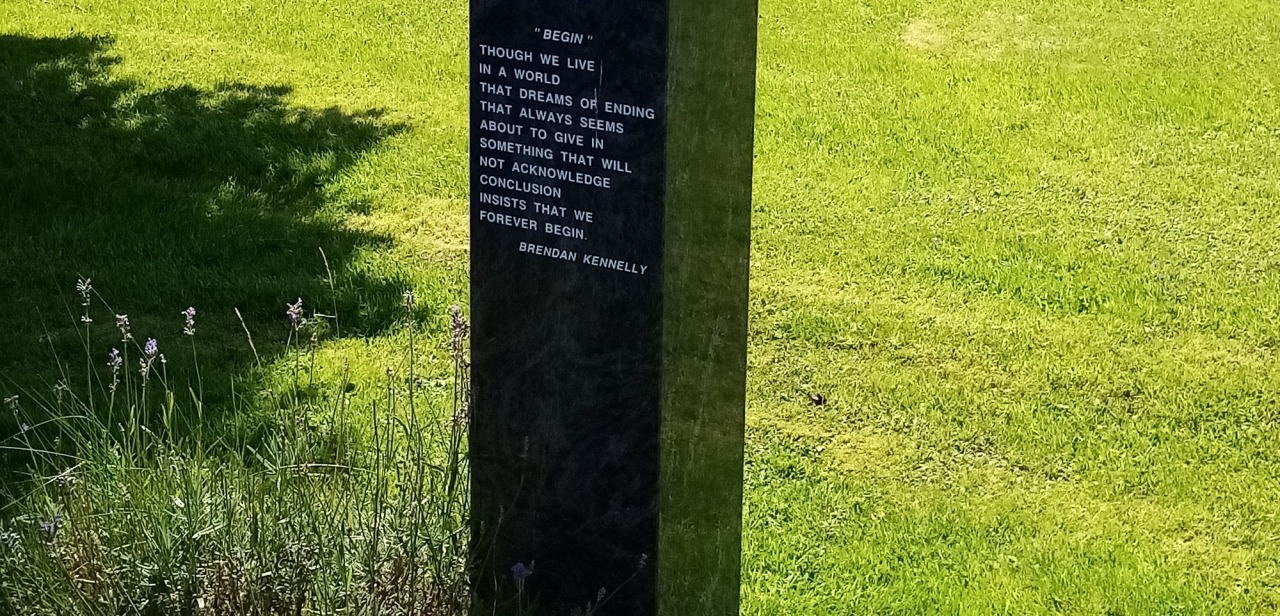 "BEGIN"
THOUGH WE LIVE
IN A WORLD
THAT DREAMS OF ENDING
THAT ALWAYS SEEMS
ABOUT TO GIVE IN
SOMETHING THAT WILL
NOT ACKNOWLEDGE
CONCLUSION
INSISTS THAT WE
FOREVER BEGIN.
BRENDAN KENNELLY